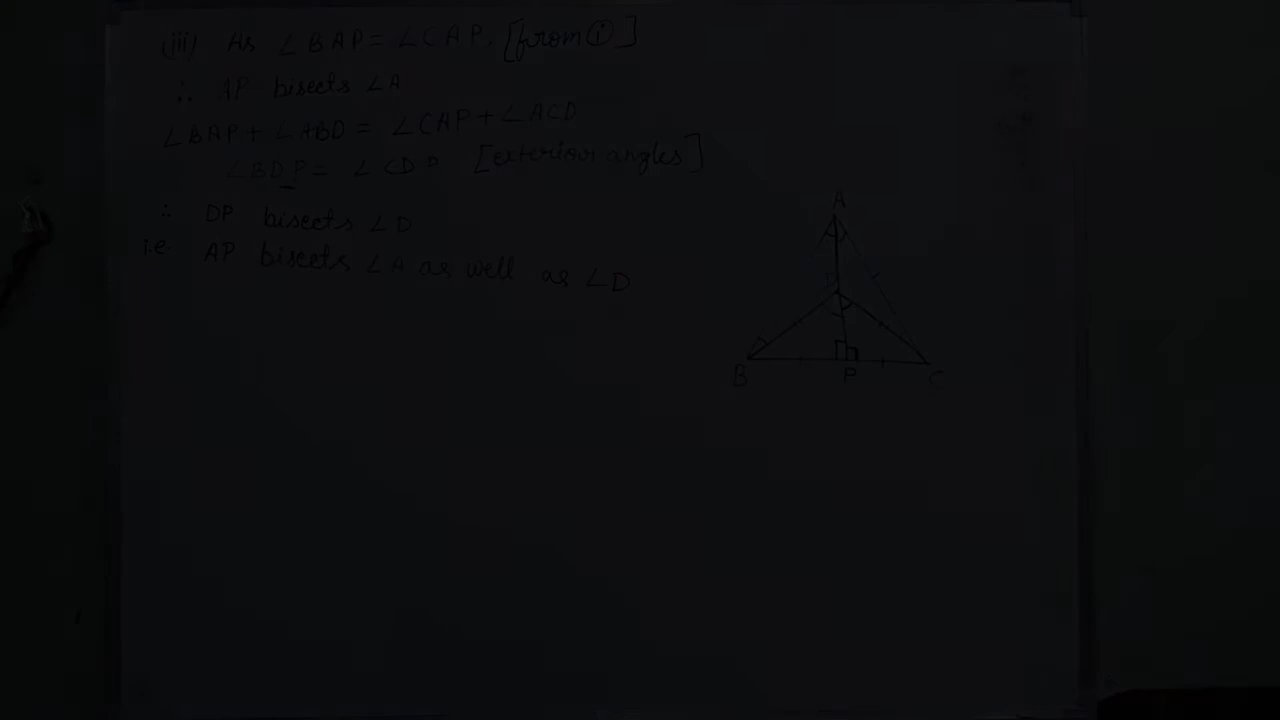 (iii) As ∠BAP = ∠CAP. [from ①]
∴ AP bisects ∠A
∠BAP + ∠ABD = ∠CAP + ∠ACD
∠BDP = ∠CDP [exterior angles]
∴ DP bisects ∠D
i.e AP bisects ∠A as well as ∠D
A
D
B
P
C